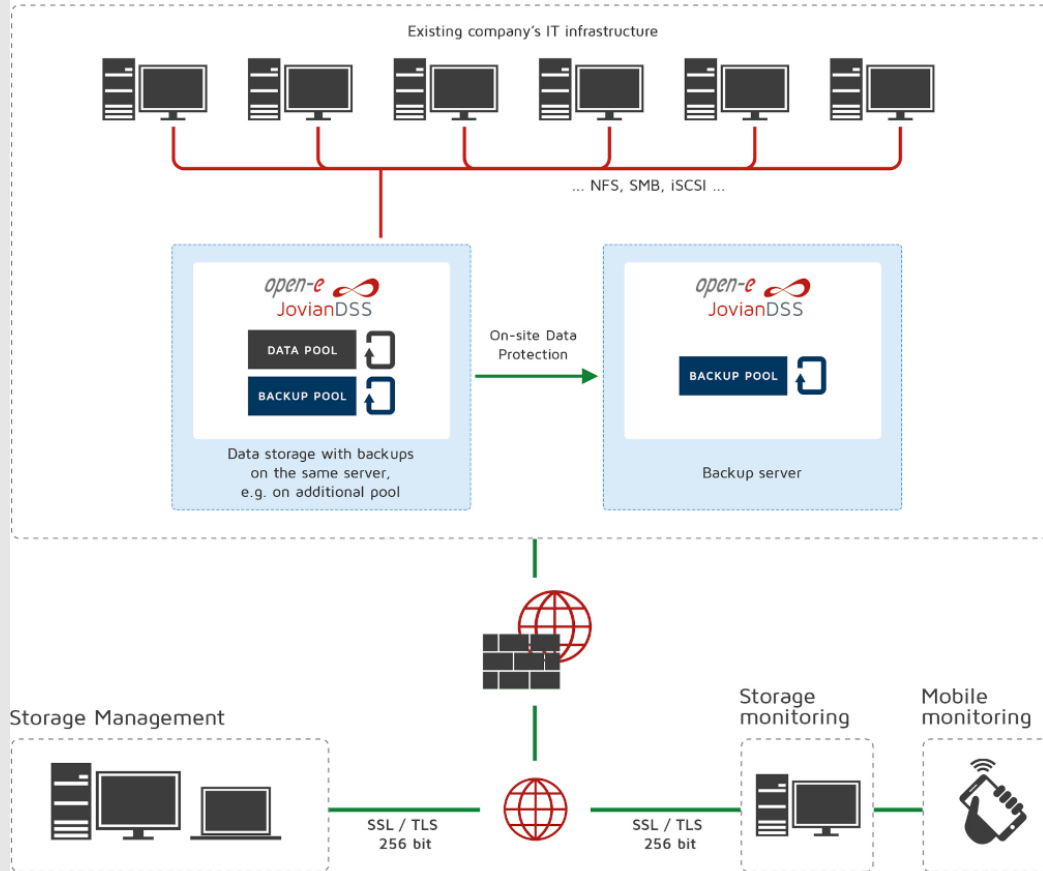 Existing company's IT infrastructure
... NFS, SMB, iSCSI ...
open-e
JovianDSS
DATA POOL
BACKUP POOL
Data storage with backups
on the same server,
e.g. on additional pool
On-site Data
Protection
open-e
JovianDSS
BACKUP POOL
Backup server
Storage Management
SSL / TLS
256 bit
SSL / TLS
256 bit
Storage
monitoring
Mobile
monitoring